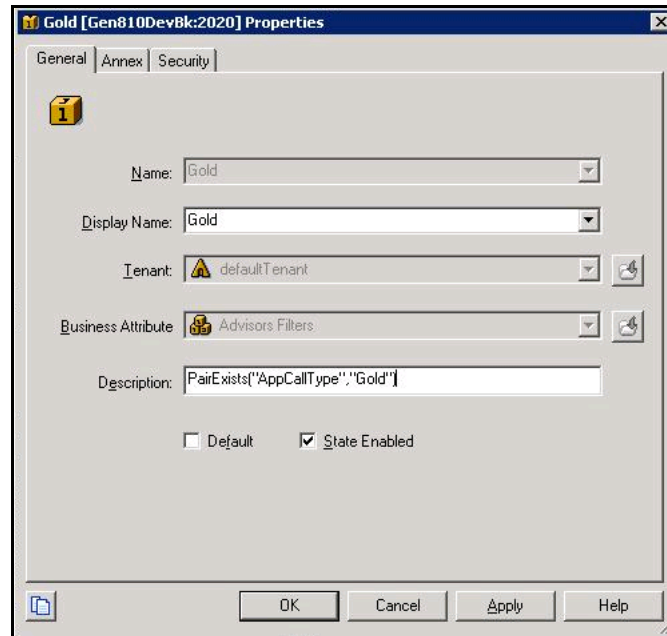 Gold [Gen810DevBk:2020] Properties
General Annex Security
1
Name: Gold
Display Name: Gold
Tenant: defaultTenant
Business Attribute Advisors Filters
Description: PairExists("AppCallType","Gold")
Default State Enabled
OK Cancel Apply Help